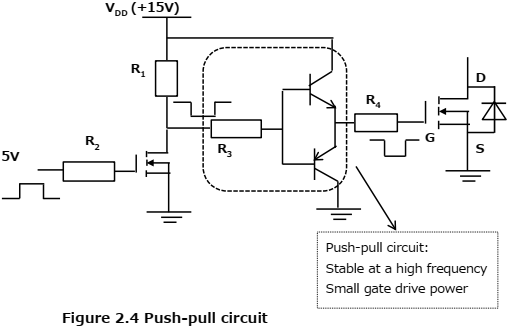 VDD (+15V)
R1
R2
5V
R3
R4
D
G
S
Push-pull circuit:
Stable at a high frequency
Small gate drive power
Figure 2.4 Push-pull circuit